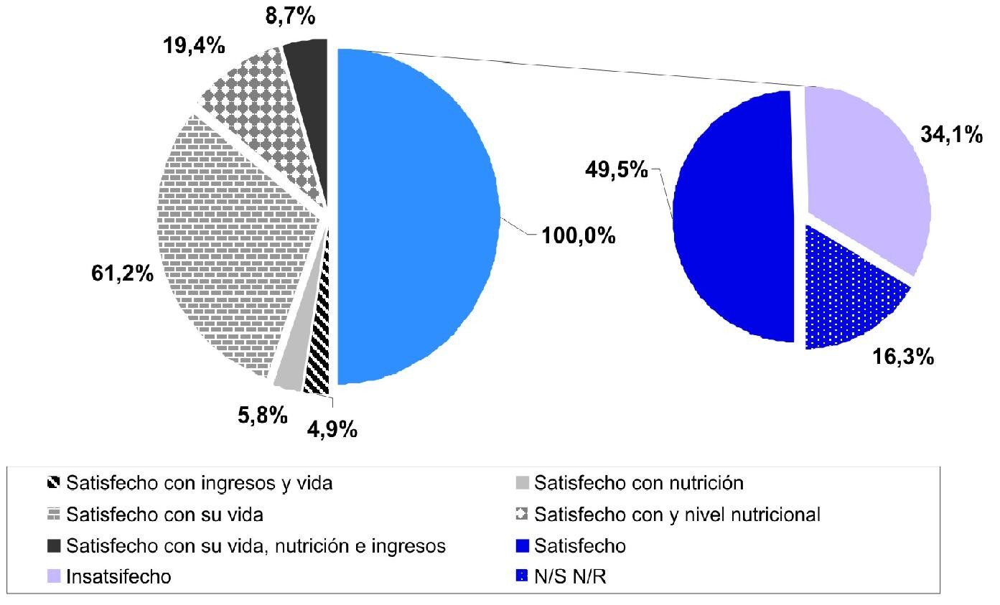 8,7%
19,4%
34,1%
49,5%
100,0%
61,2%
16,3%
5,8%
4,9%
Satisfecho con ingresos y vida
Satisfecho con nutrición
Satisfecho con su vida
Satisfecho con y nivel nutricional
Satisfecho con su vida, nutrición e ingresos
Satisfecho
Insatsifecho
N/S N/R